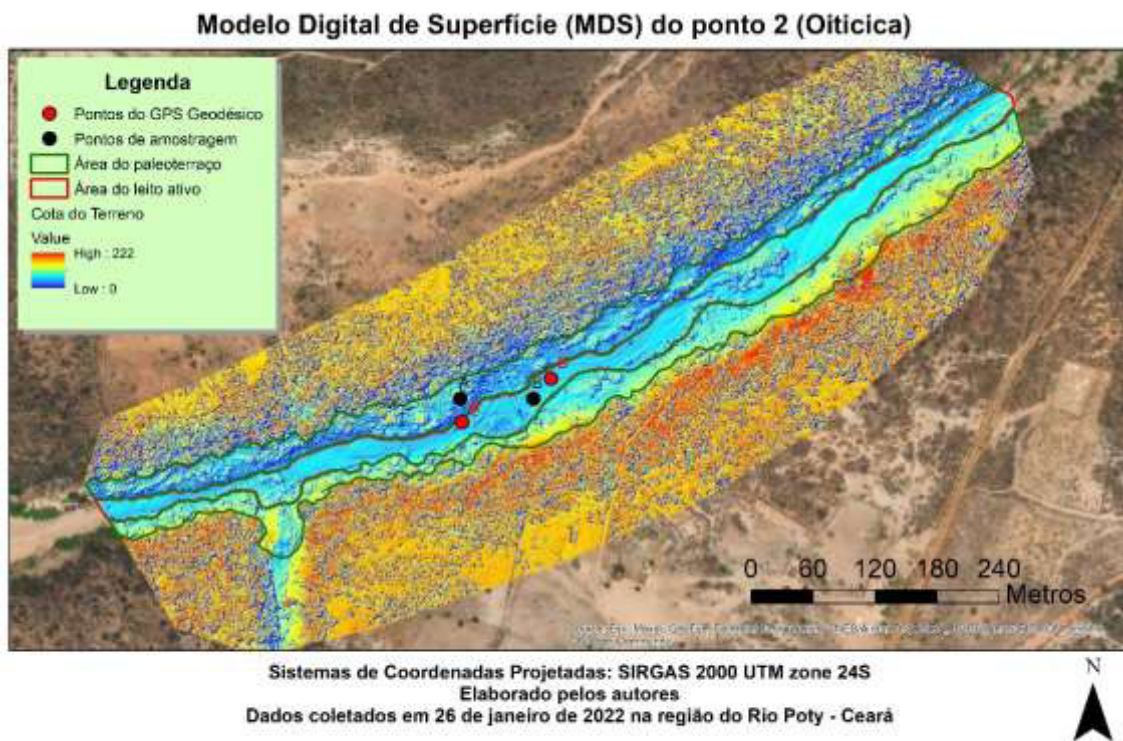 Modelo Digital de Superfície (MDS) do ponto 2 (Oiticica)
Legenda
Pontos do GPS Geodésico
Pontos de amostragem
Área do paleoterraço
Área do leito ativo
Cota do Terreno
Value
High : 222
Low : 0
0 60 120 180 240
Metros
Sistemas de Coordenadas Projetadas: SIRGAS 2000 UTM zone 24S
Elaborado pelos autores
Dados coletados em 26 de janeiro de 2022 na região do Rio Poty - Ceará
N